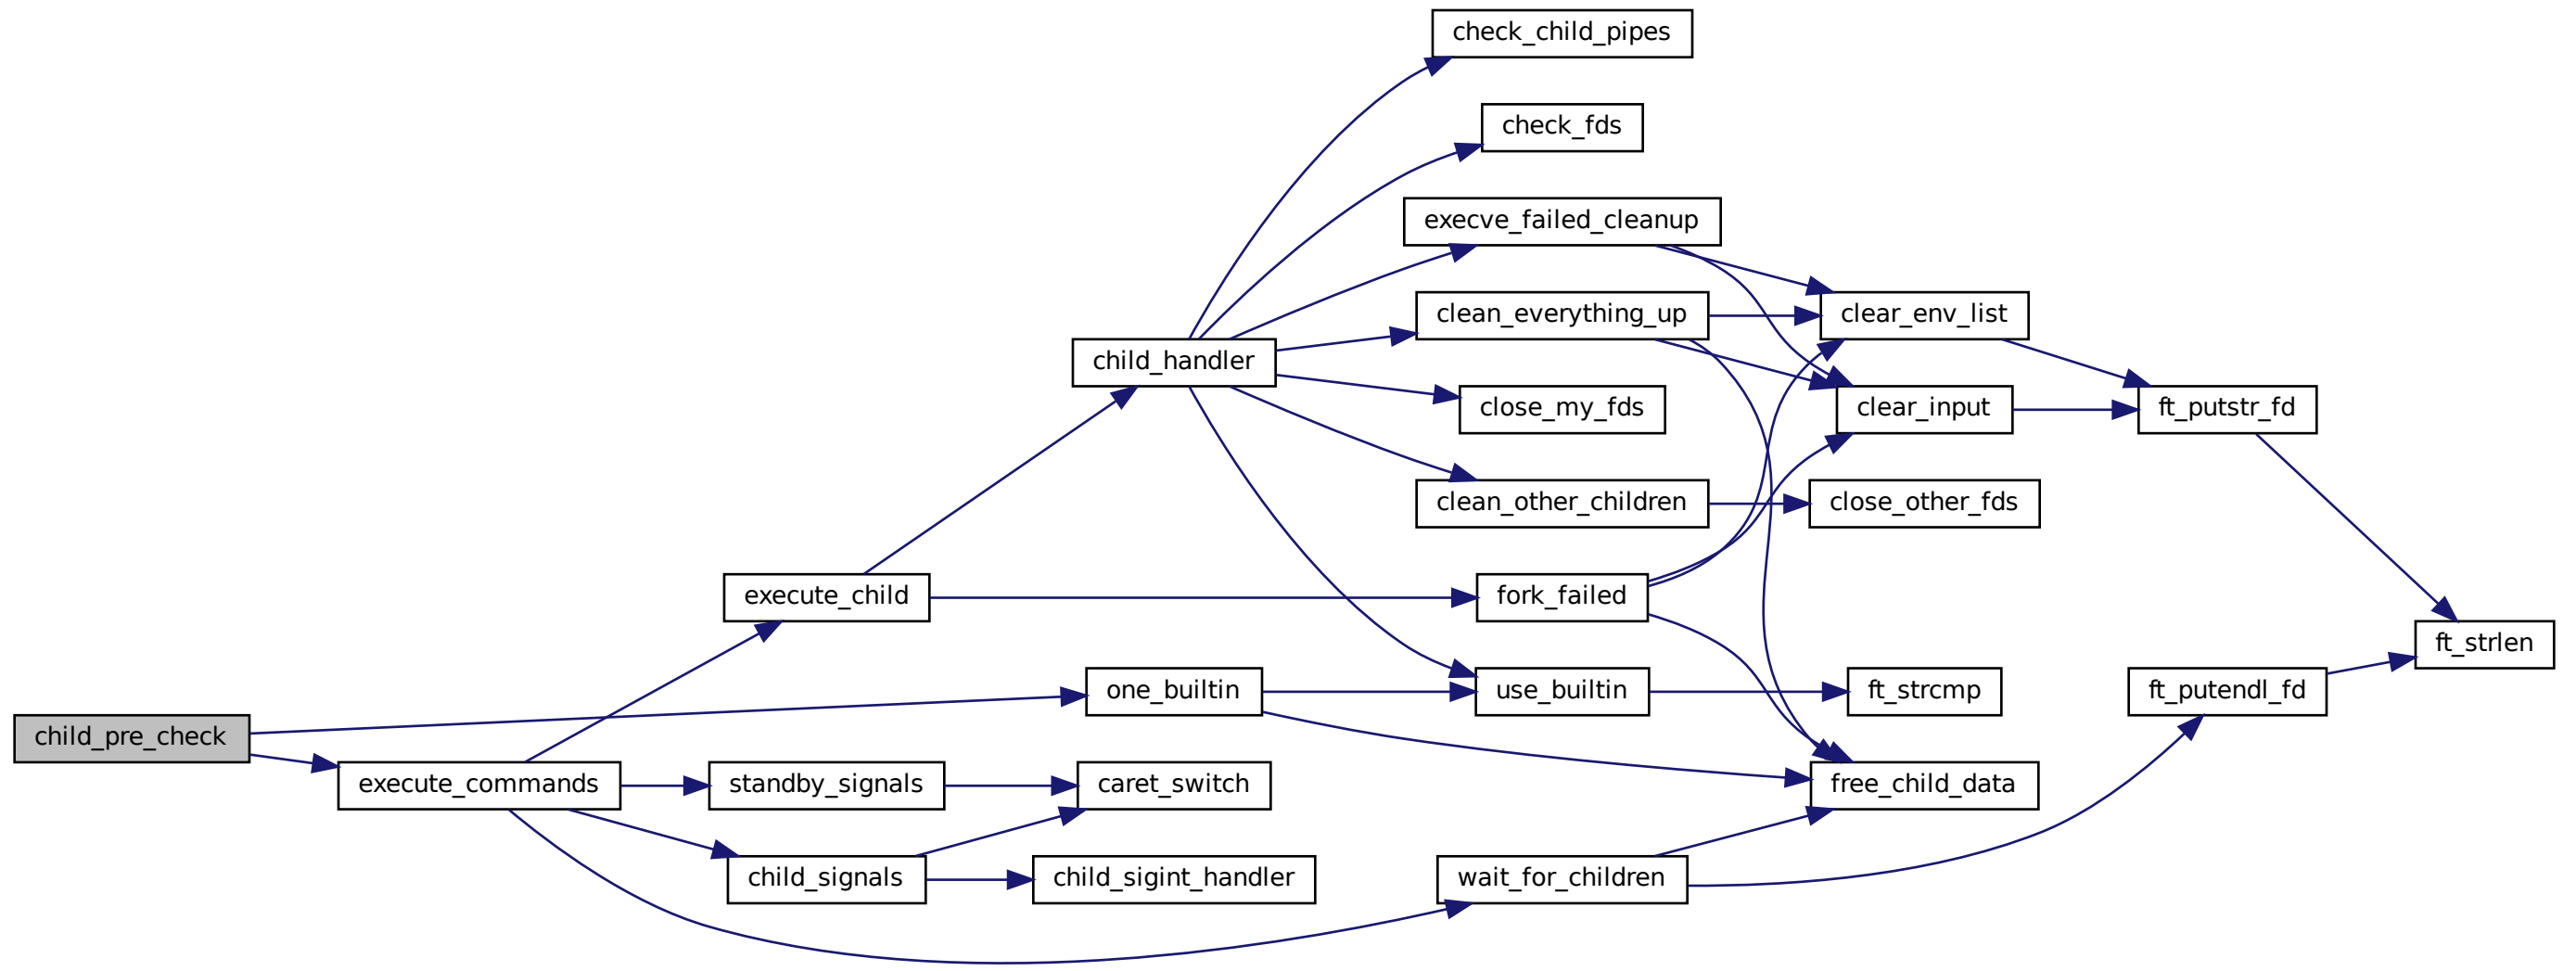 check_child_pipes
check_fds
execve_failed_cleanup
clean_everything_up
clear_env_list
child_handler
close_my_fds
clear_input
ft_putstr_fd
clean_other_children
close_other_fds
execute_child
fork_failed
ft_strlen
one_builtin
use_builtin
ft_strcmp
ft_putendl_fd
child_pre_check
execute_commands
standby_signals
caret_switch
free_child_data
child_signals
child_sigint_handler
wait_for_children